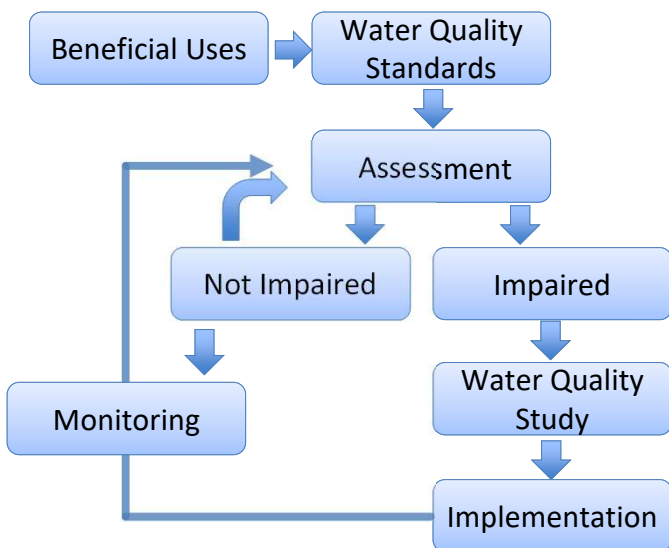 Beneficial Uses
Water Quality
Standards
Assessment
Not Impaired
Impaired
Water Quality
Study
Monitoring
Implementation